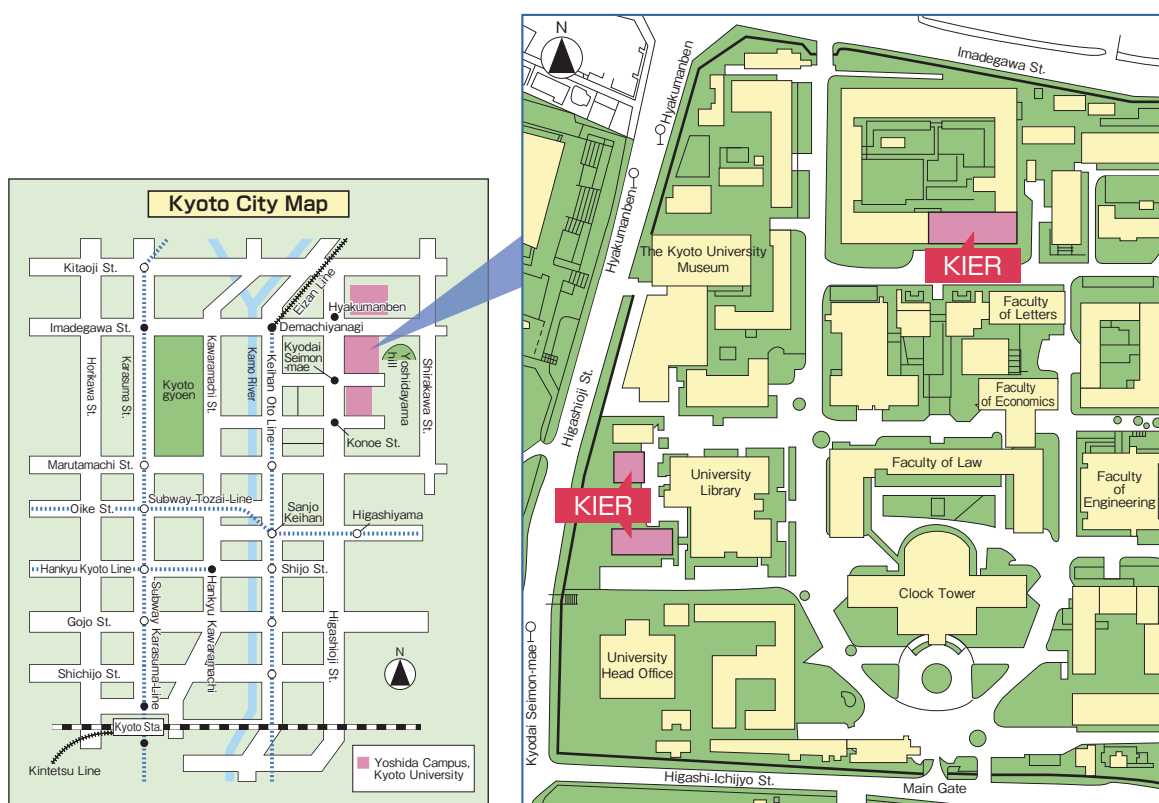 Kyoto City Map
Kitaoji St.
Eizan Line
Hyakumanben
Imadegawa St.
Demachiyanagi
Horikawa St.
Karasuma St.
Kyoto
gyoen
Kawaramachi St.
Kamo River
Keihan Oto Line
Kyodai
Seimon
-mae
Yoshidayama
hill
Shirakawa St.
Konoe St.
Marutamachi St.
Subway Tozai-Line
Oike St.
Sanjo
Keihan
Higashiyama
Hankyu Kyoto Line
Shijo St.
Subway Karasuma-Line
Hankyu Kawaramachi
Higashioji St.
Gojo St.
Shichijo St.
N
Kyoto Sta.
Kintetsu Line
Yoshida Campus,
Kyoto University
N
Hyakumanben
Imadegawa St.
Hyakumanben
The Kyoto University
Museum
KIER
Faculty
of Letters
Higashioji St.
Faculty
of Economics
University
Library
Faculty of Law
Faculty
of
Engineering
KIER
Clock Tower
University
Head Office
Kyodai Seimon-mae
Higashi-Ichijyo St.
Main Gate